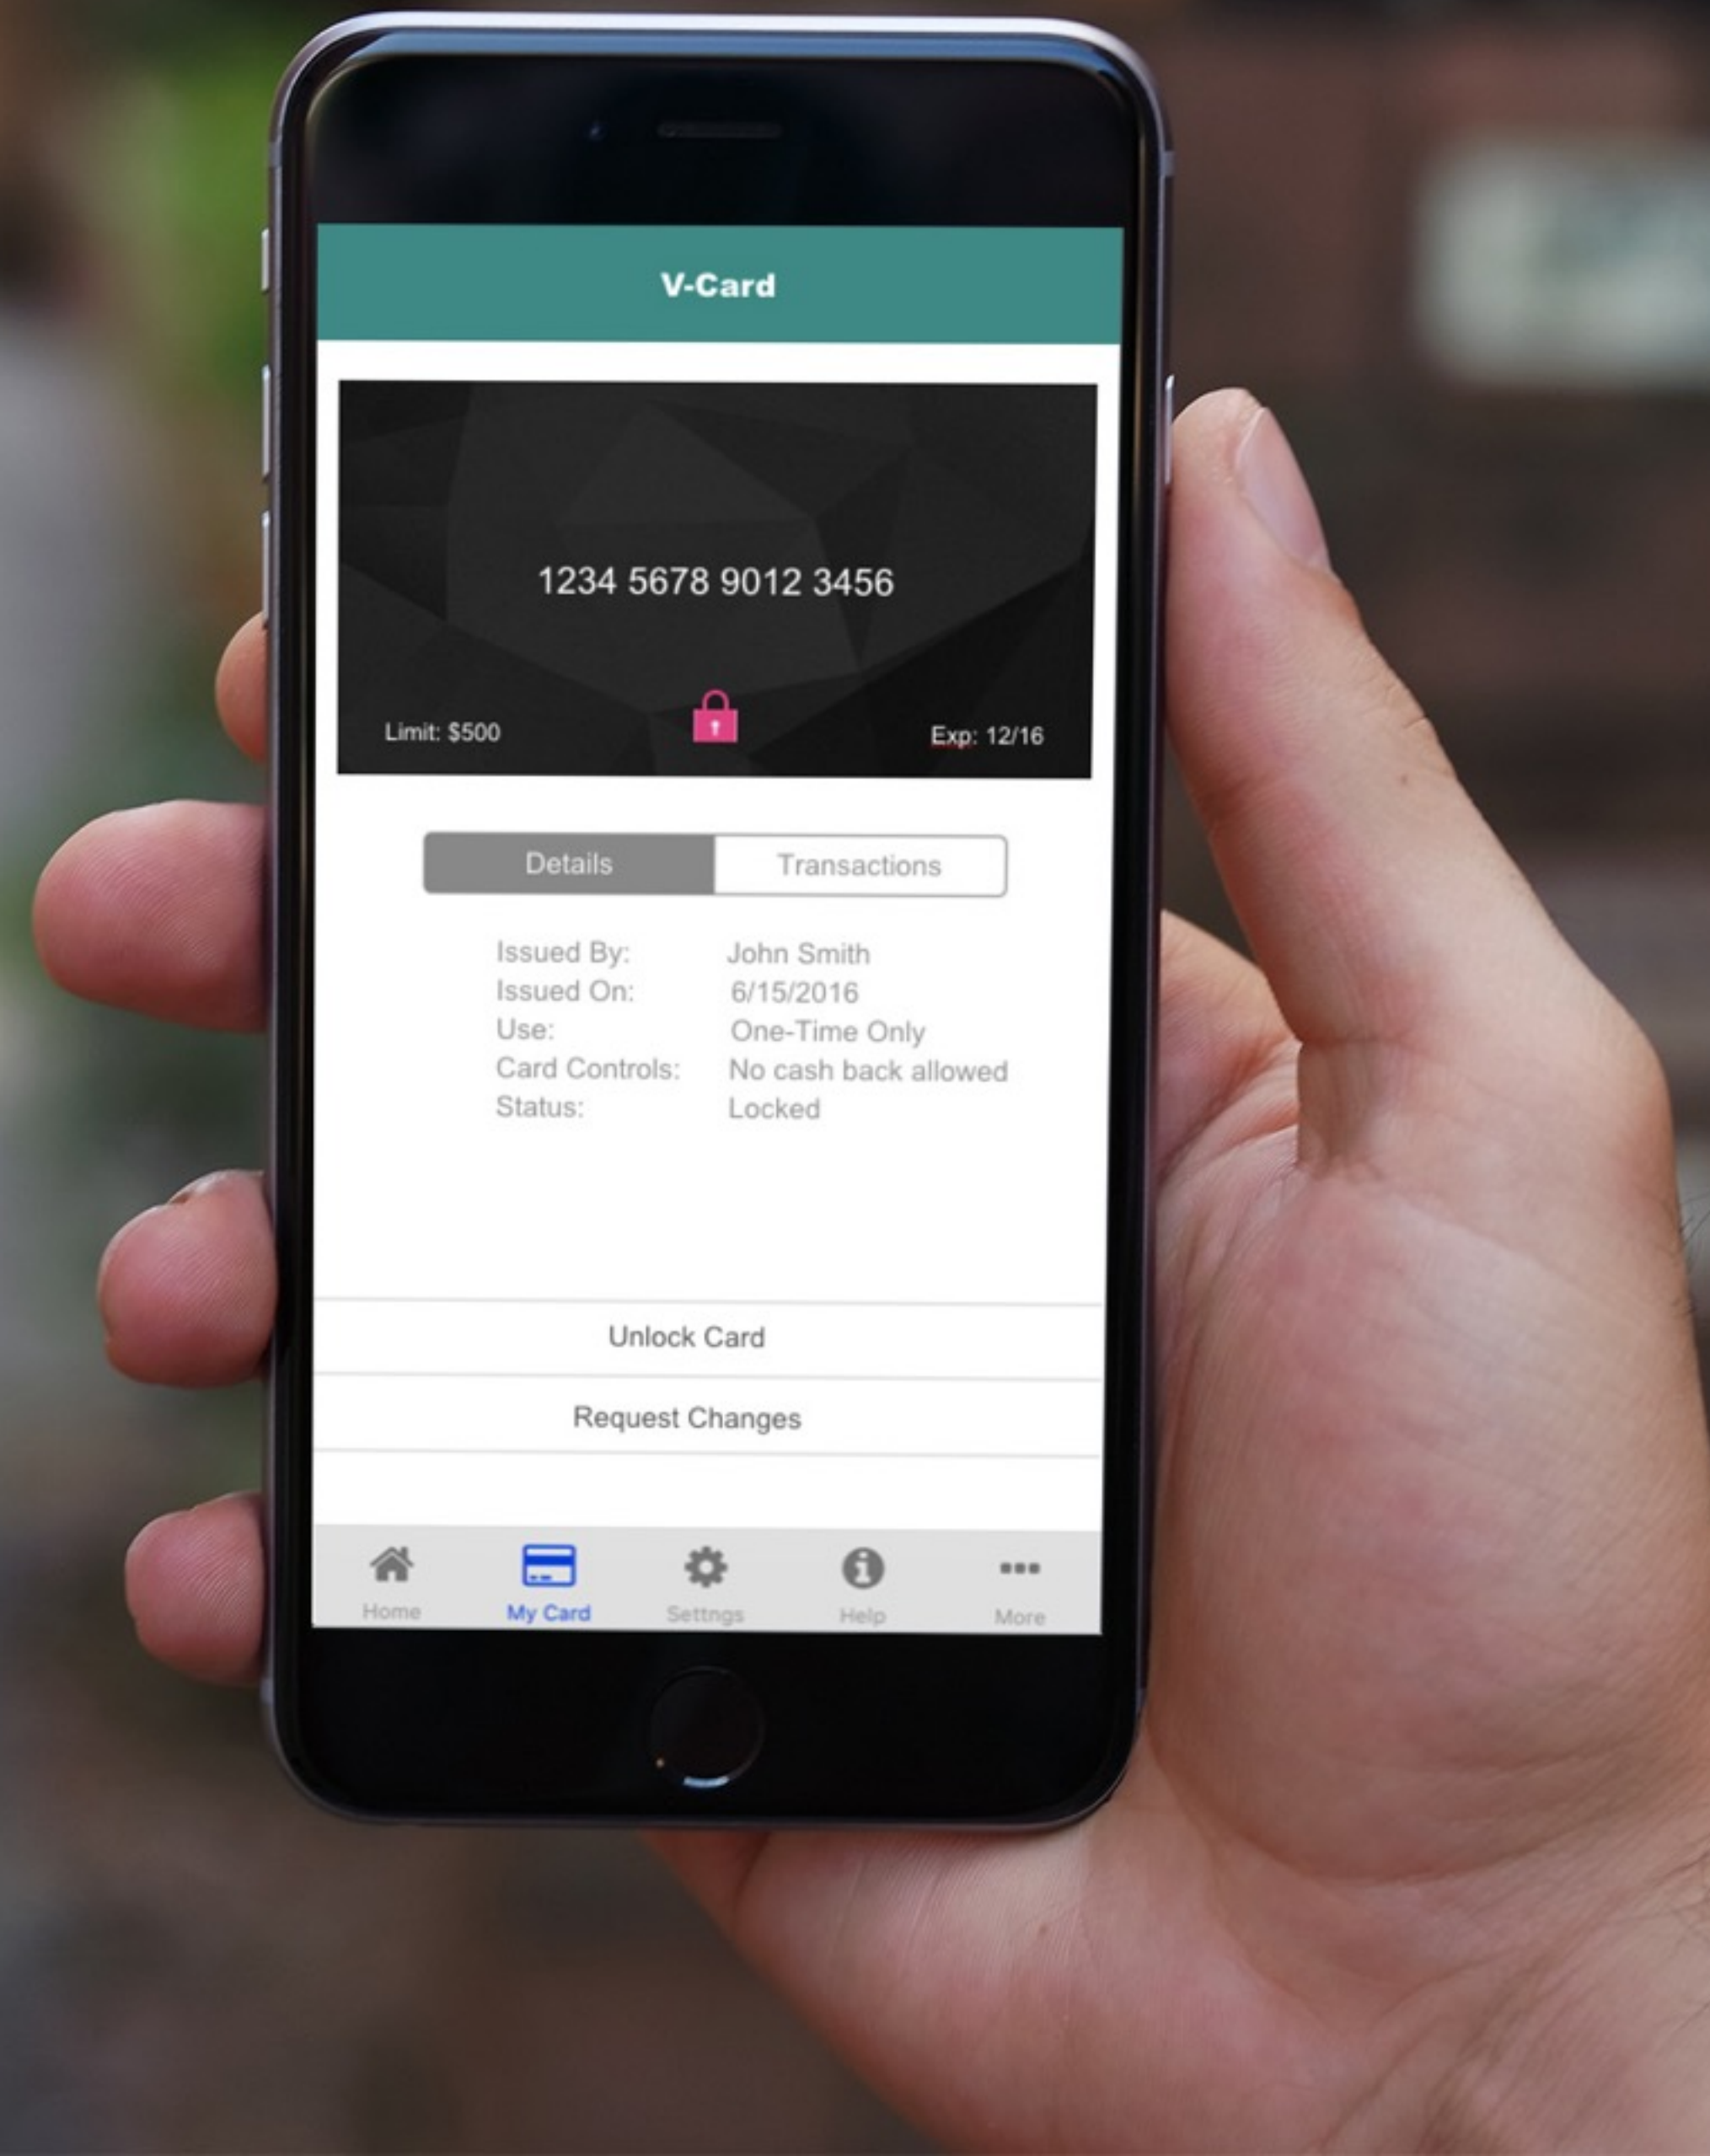 V-Card
1234 5678 9012 3456
Limit: $500
Exp: 12/16
Details
Transactions
Issued By: John Smith
Issued On: 6/15/2016
Use: One-Time Only
Card Controls: No cash back allowed
Status: Locked
Unlock Card
Request Changes
Home
My Card
Settngs
Help
More